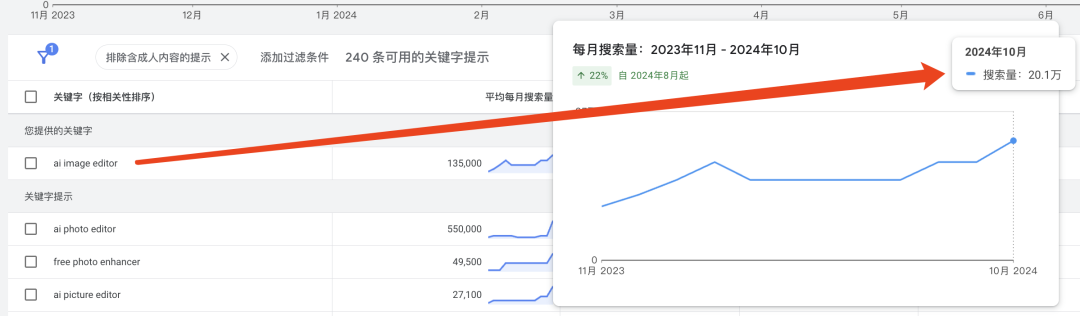 0
11月 2023 12月 1月 2024 2月 3月 4月 5月 6月
1
排除含成人内容的提示 添加过滤条件 240 条可用的关键字提示
关键字（按相关性排序） 平均每月搜索量
您提供的关键字
ai image editor 135,000
关键字提示
ai photo editor 550,000
free photo enhancer 49,500
ai picture editor 27,100
每月搜索量：2023年11月 - 2024年10月
22% 自 2024年8月起
0
11月 2023 10月 2024
2024年10月
搜索量：20.1万